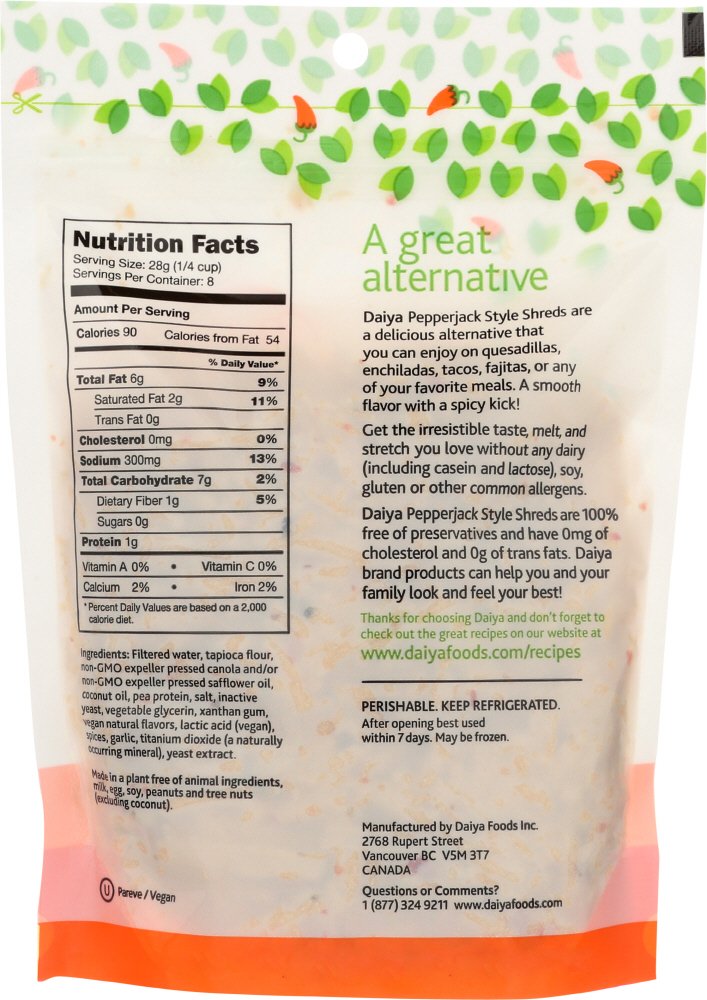 Nutrition Facts
Serving Size: 28g (1/4 cup)
Servings Per Container: 8
Amount Per Serving
Calories 90 Calories from Fat 54
% Daily Value*
Total Fat 6g 9%
Saturated Fat 2g 11%
Trans Fat 0g
Cholesterol 0mg 0%
Sodium 300mg 13%
Total Carbohydrate 7g 2%
Dietary Fiber 1g 5%
Sugars 0g
Protein 1g
Vitamin A 0% • Vitamin C 0%
Calcium 2% • Iron 2%
*Percent Daily Values are based on a 2,000
calorie diet.
Ingredients: Filtered water, tapioca flour,
non-GMO expeller pressed canola and/or
non-GMO expeller pressed safflower oil,
coconut oil, pea protein, salt, inactive
yeast, vegetable glycerin, xanthan gum,
vegan natural flavors, lactic acid (vegan),
spices, garlic, titanium dioxide (a naturally
occurring mineral), yeast extract.
Made in a plant free of animal ingredients,
milk, egg, soy, peanuts and tree nuts
(excluding coconut).
U Pareve / Vegan
A great
alternative
Daiya Pepperjack Style Shreds are
a delicious alternative that
you can enjoy on quesadillas,
enchiladas, tacos, fajitas, or any
of your favorite meals. A smooth
flavor with a spicy kick!
Get the irresistible taste, melt, and
stretch you love without any dairy
(including casein and lactose), soy,
gluten or other common allergens.
Daiya Pepperjack Style Shreds are 100%
free of preservatives and have 0mg of
cholesterol and 0g of trans fats. Daiya
brand products can help you and your
family look and feel your best!
Thanks for choosing Daiya and don't forget to
check out the great recipes on our website at
www.daiyafoods.com/recipes
PERISHABLE. KEEP REFRIGERATED.
After opening best used
within 7 days. May be frozen.
Manufactured by Daiya Foods Inc.
2768 Rupert Street
Vancouver BC V5M 3T7
CANADA
Questions or Comments?
1 (877) 324 9211 www.daiyafoods.com